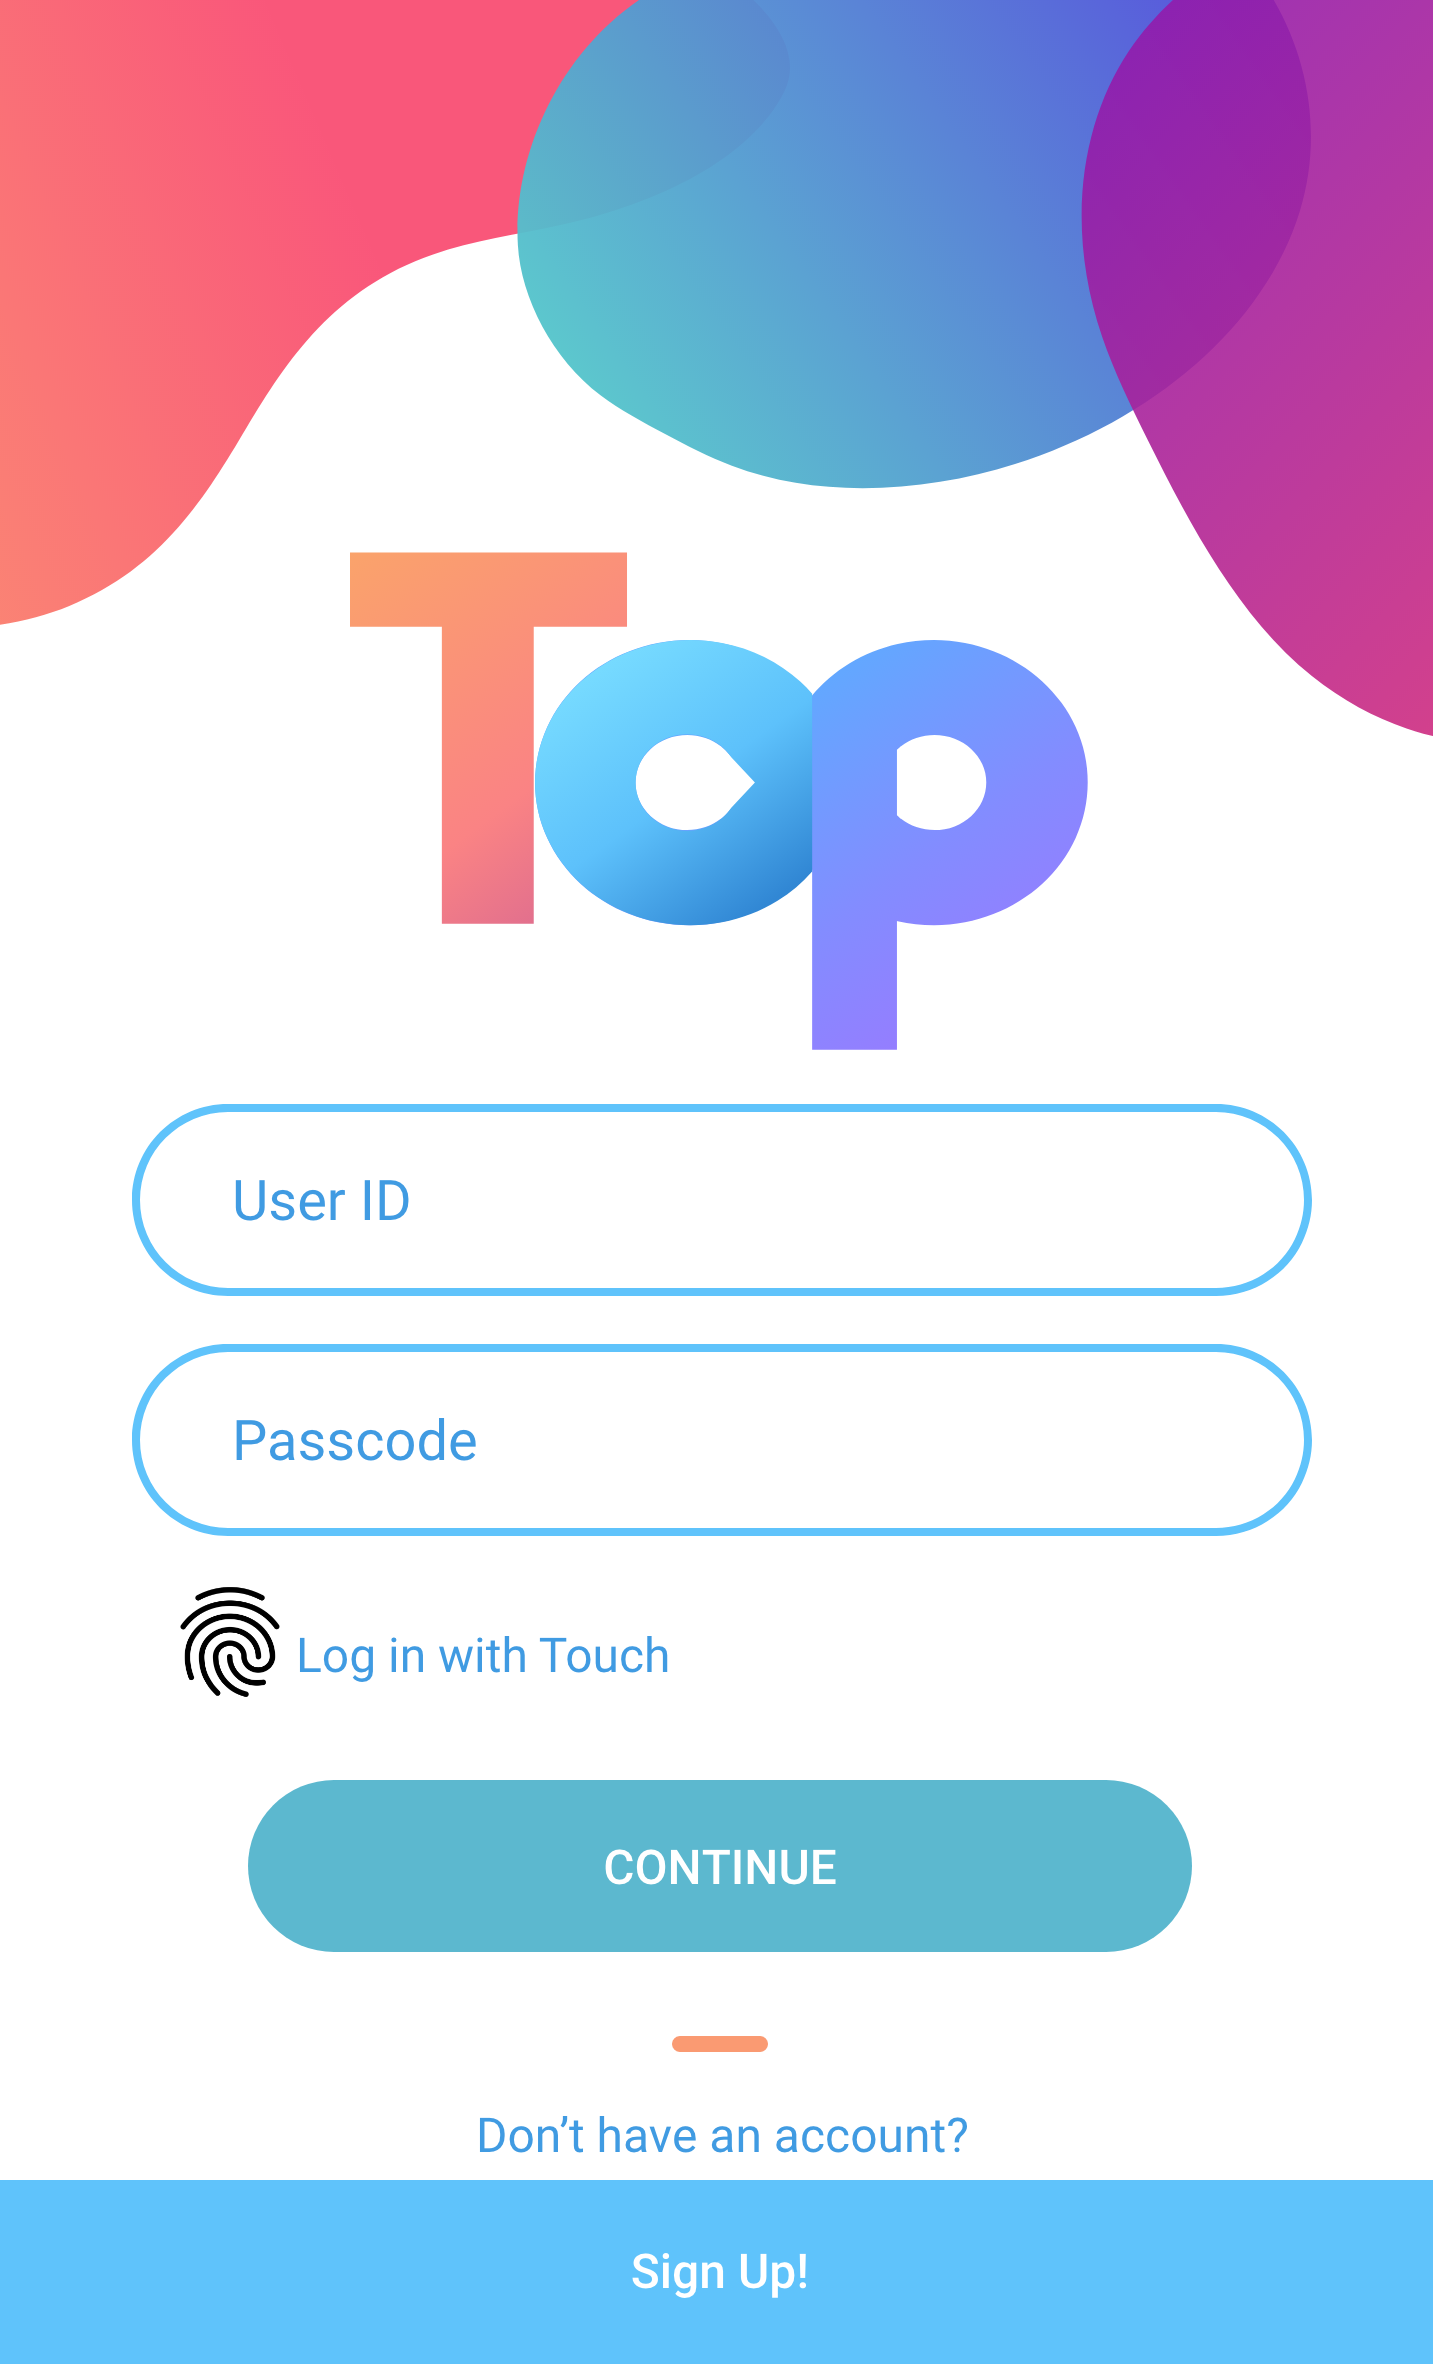 Top
User ID
Passcode
Log in with Touch
CONTINUE
Don’t have an account?
Sign Up!